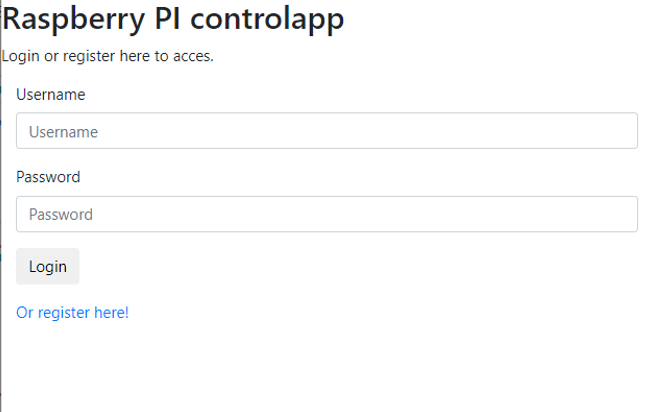 Raspberry PI controlapp
Login or register here to acces.
Username
Username
Password
Password
Login
Or register here!